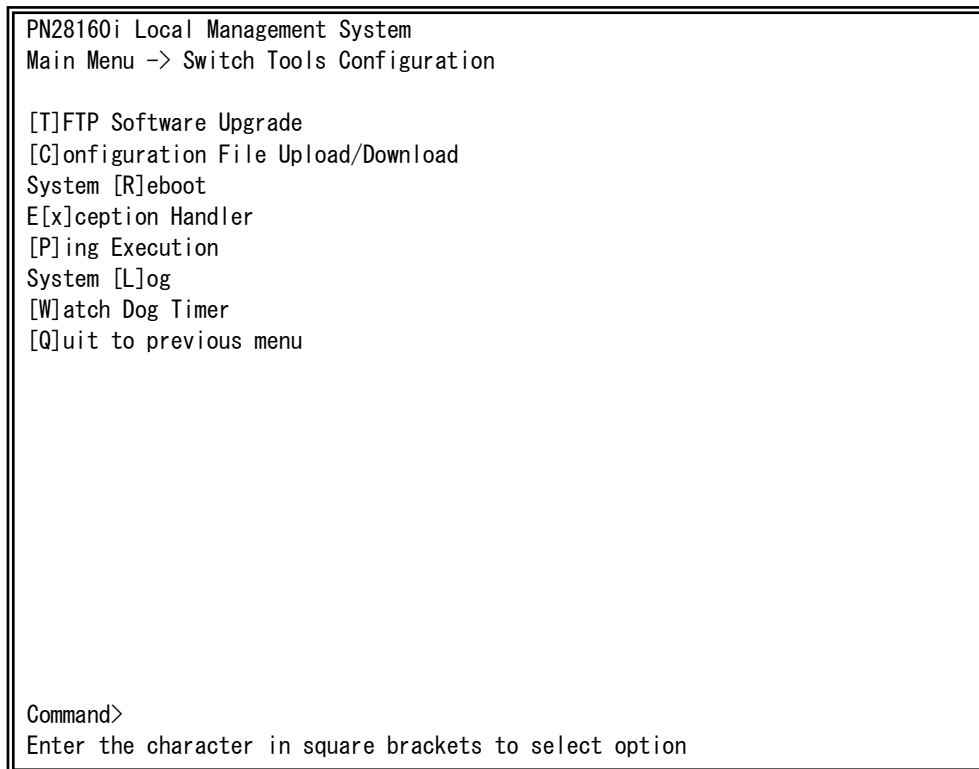 PN28160i Local Management System
Main Menu -> Switch Tools Configuration
[T]FTP Software Upgrade
[C]onfiguration File Upload/Download
System [R]eboot
E[x]ception Handler
[P]ing Execution
System [L]og
[W]atch Dog Timer
[Q]uit to previous menu
Command>
Enter the character in square brackets to select option